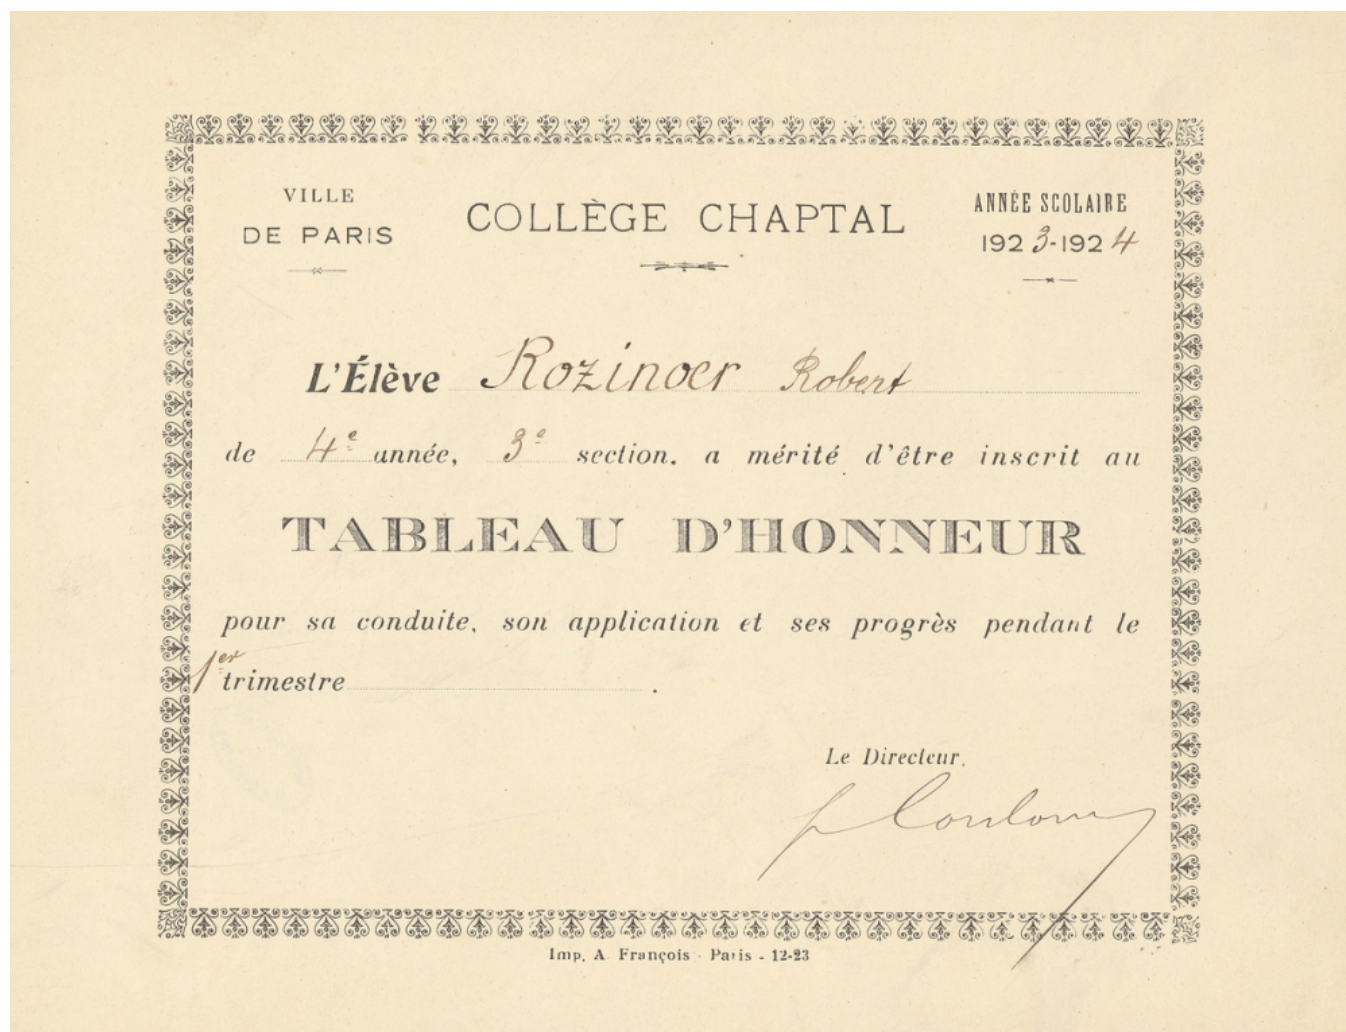 VILLE
DE PARIS
COLLÈGE CHAPTAL
ANNÉE SCOLAIRE
1923-1924
L'Élève Rozinoer Robert
de 4e année, 3e section. a mérité d'être inscrit au
TABLEAU D'HONNEUR
pour sa conduite, son application et ses progrès pendant le
1er trimestre .
Le Directeur,
Imp. A. François - Paris - 12-23